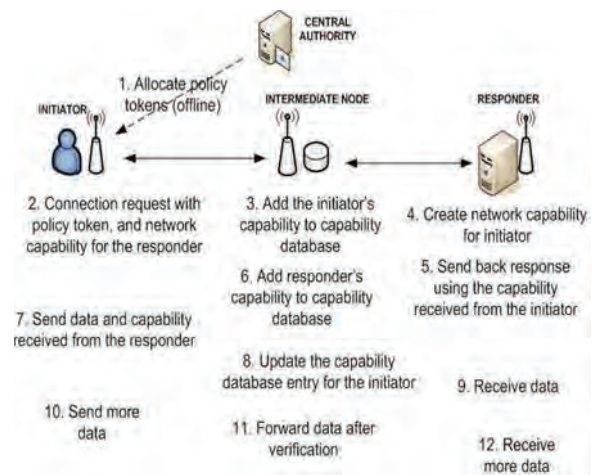 CENTRAL
AUTHORITY
1. Allocate policy
tokens (offline)
INITIATOR
INTERMEDIATE NODE
RESPONDER
2. Connection request with
policy token, and network
capability for the responder
3. Add the initiator's
capability to capability
database
4. Create network capability
for initiator
5. Send back response
using the capability
received from the initiator
6. Add responder's
capability to capability
database
7. Send data and capability
received from the responder
8. Update the capability
database entry for the initiator
9. Receive data
10. Send more
data
11. Forward data after
verification
12. Receive
more data